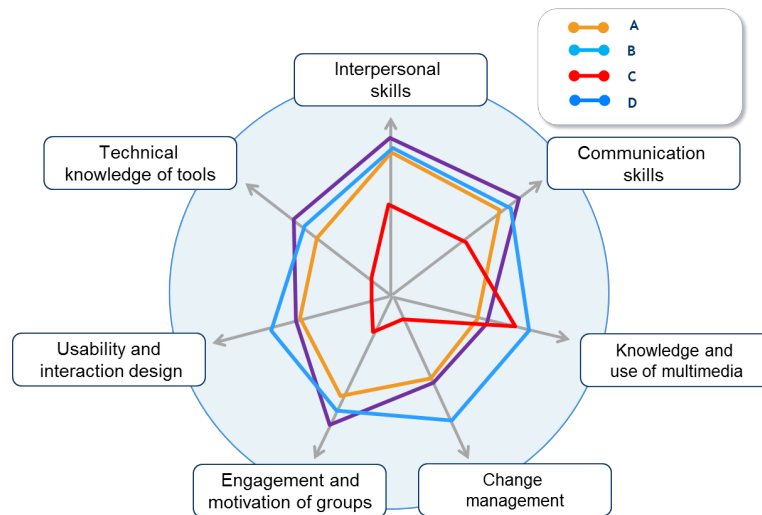 A
B
C
D
Interpersonal
skills
Communication
skills
Technical
knowledge of tools
Knowledge and
use of multimedia
Usability and
interaction design
Engagement and
motivation of groups
Change
management